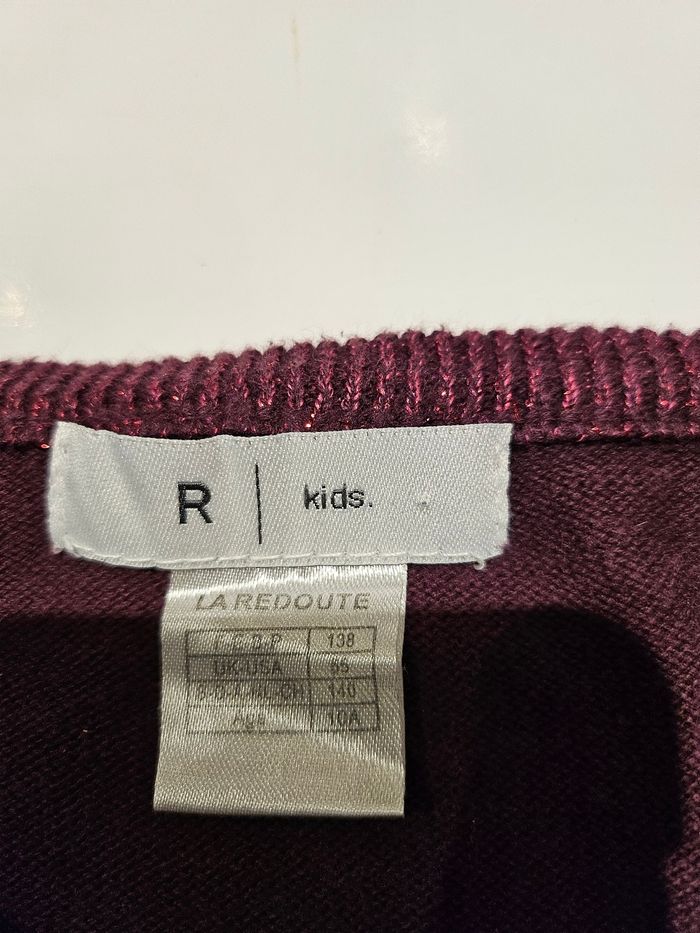 R | kids.
LA REDOUTE
138
UK-USA
140
Age 10A